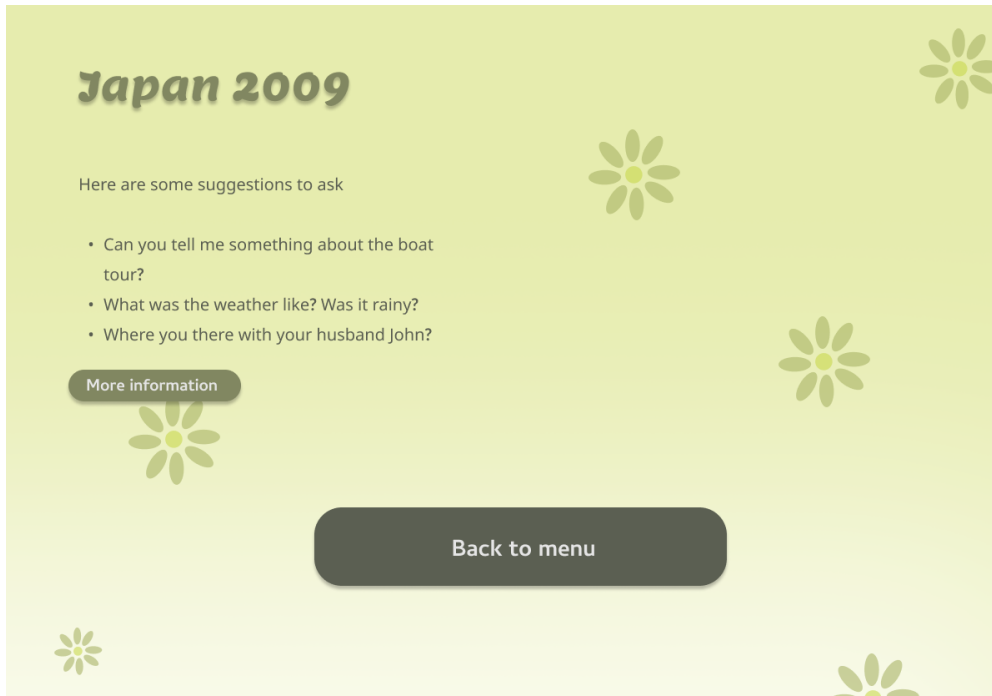 Japan 2009
Here are some suggestions to ask
• Can you tell me something about the boat
tour?
• What was the weather like? Was it rainy?
• Where you there with your husband John?
More information
Back to menu